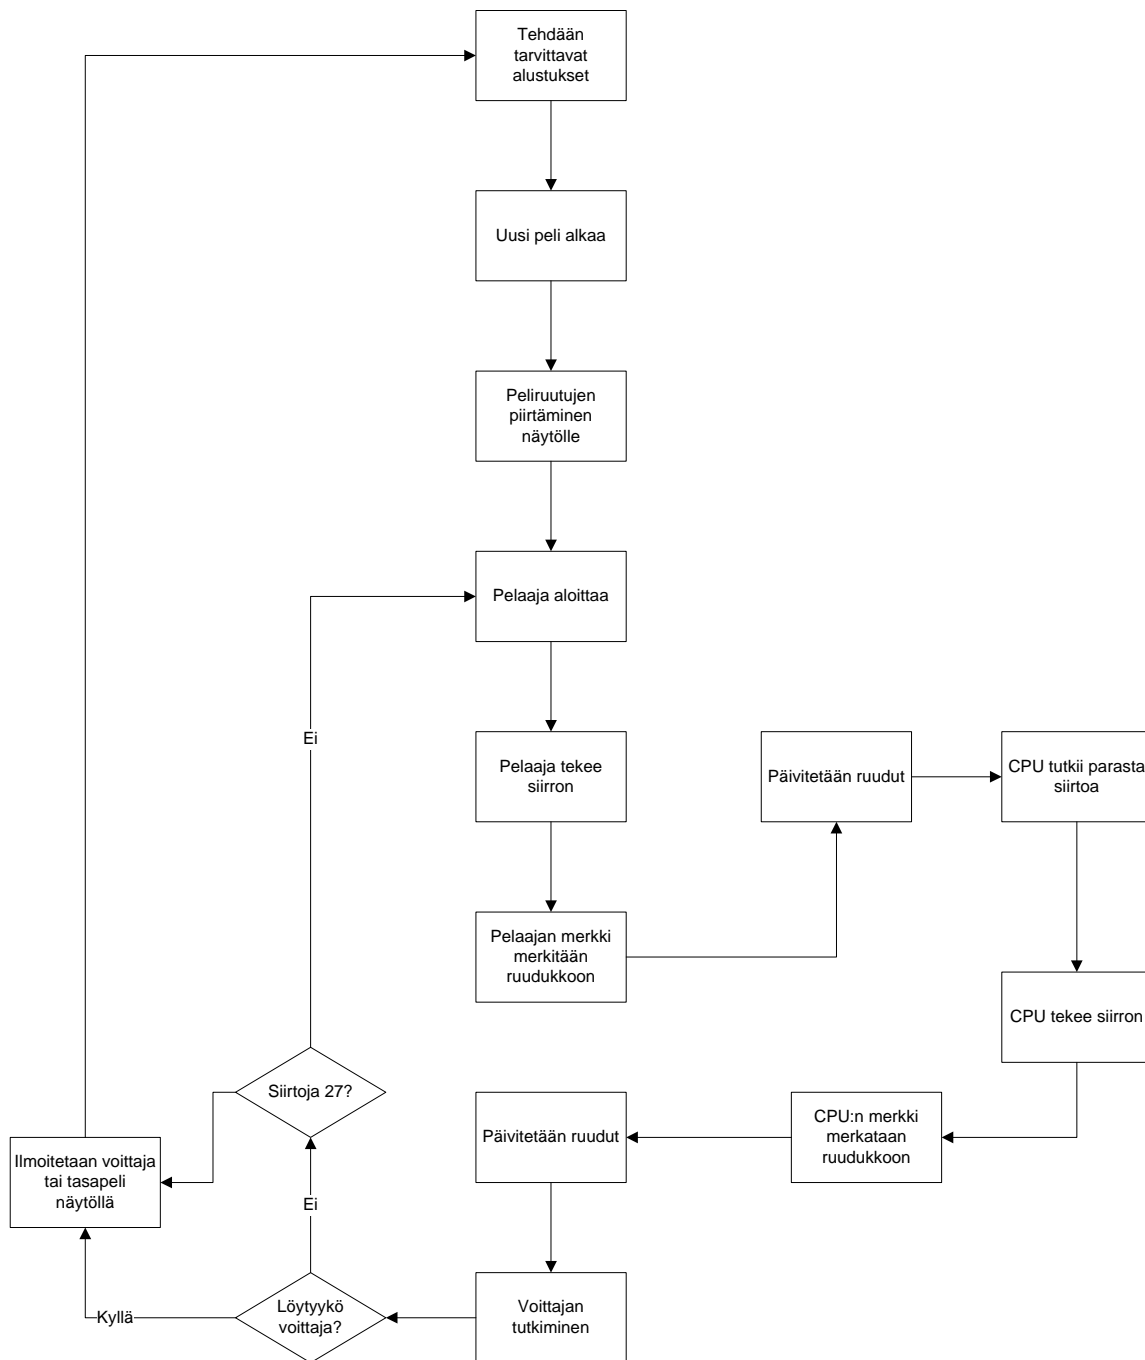 Tehdään
tarvittavat
alustukset
Uusi peli alkaa
Peliruutujen
piirtäminen
näytölle
Pelaaja aloittaa
Ei
Pelaaja tekee
siirron
Päivitetään ruudut
CPU tutkii parasta
siirtoa
Pelaajan merkki
merkitään
ruudukkoon
CPU tekee siirron
Siirtoja 27?
Päivitetään ruudut
CPU:n merkki
merkataan
ruudukkoon
Ilmoitetaan voittaja
tai tasapeli
näytöllä
Ei
Kyllä
Löytyykö
voittaja?
Voittajan
tutkiminen